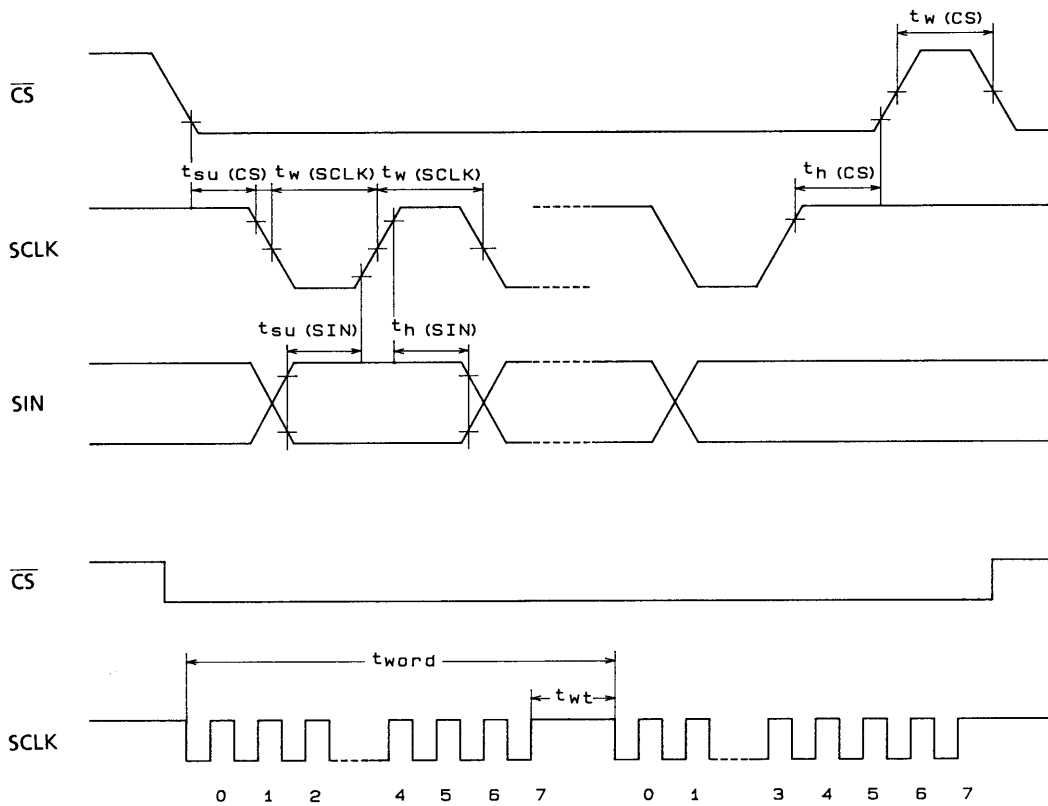 t w (CS)
CS
t su (CS) t w (SCLK) t w (SCLK)
t h (CS)
SCLK
t su (SIN) t h (SIN)
SIN
CS
t word
t wt
SCLK
0 1 2 4 5 6 7 0 1 3 4 5 6 7